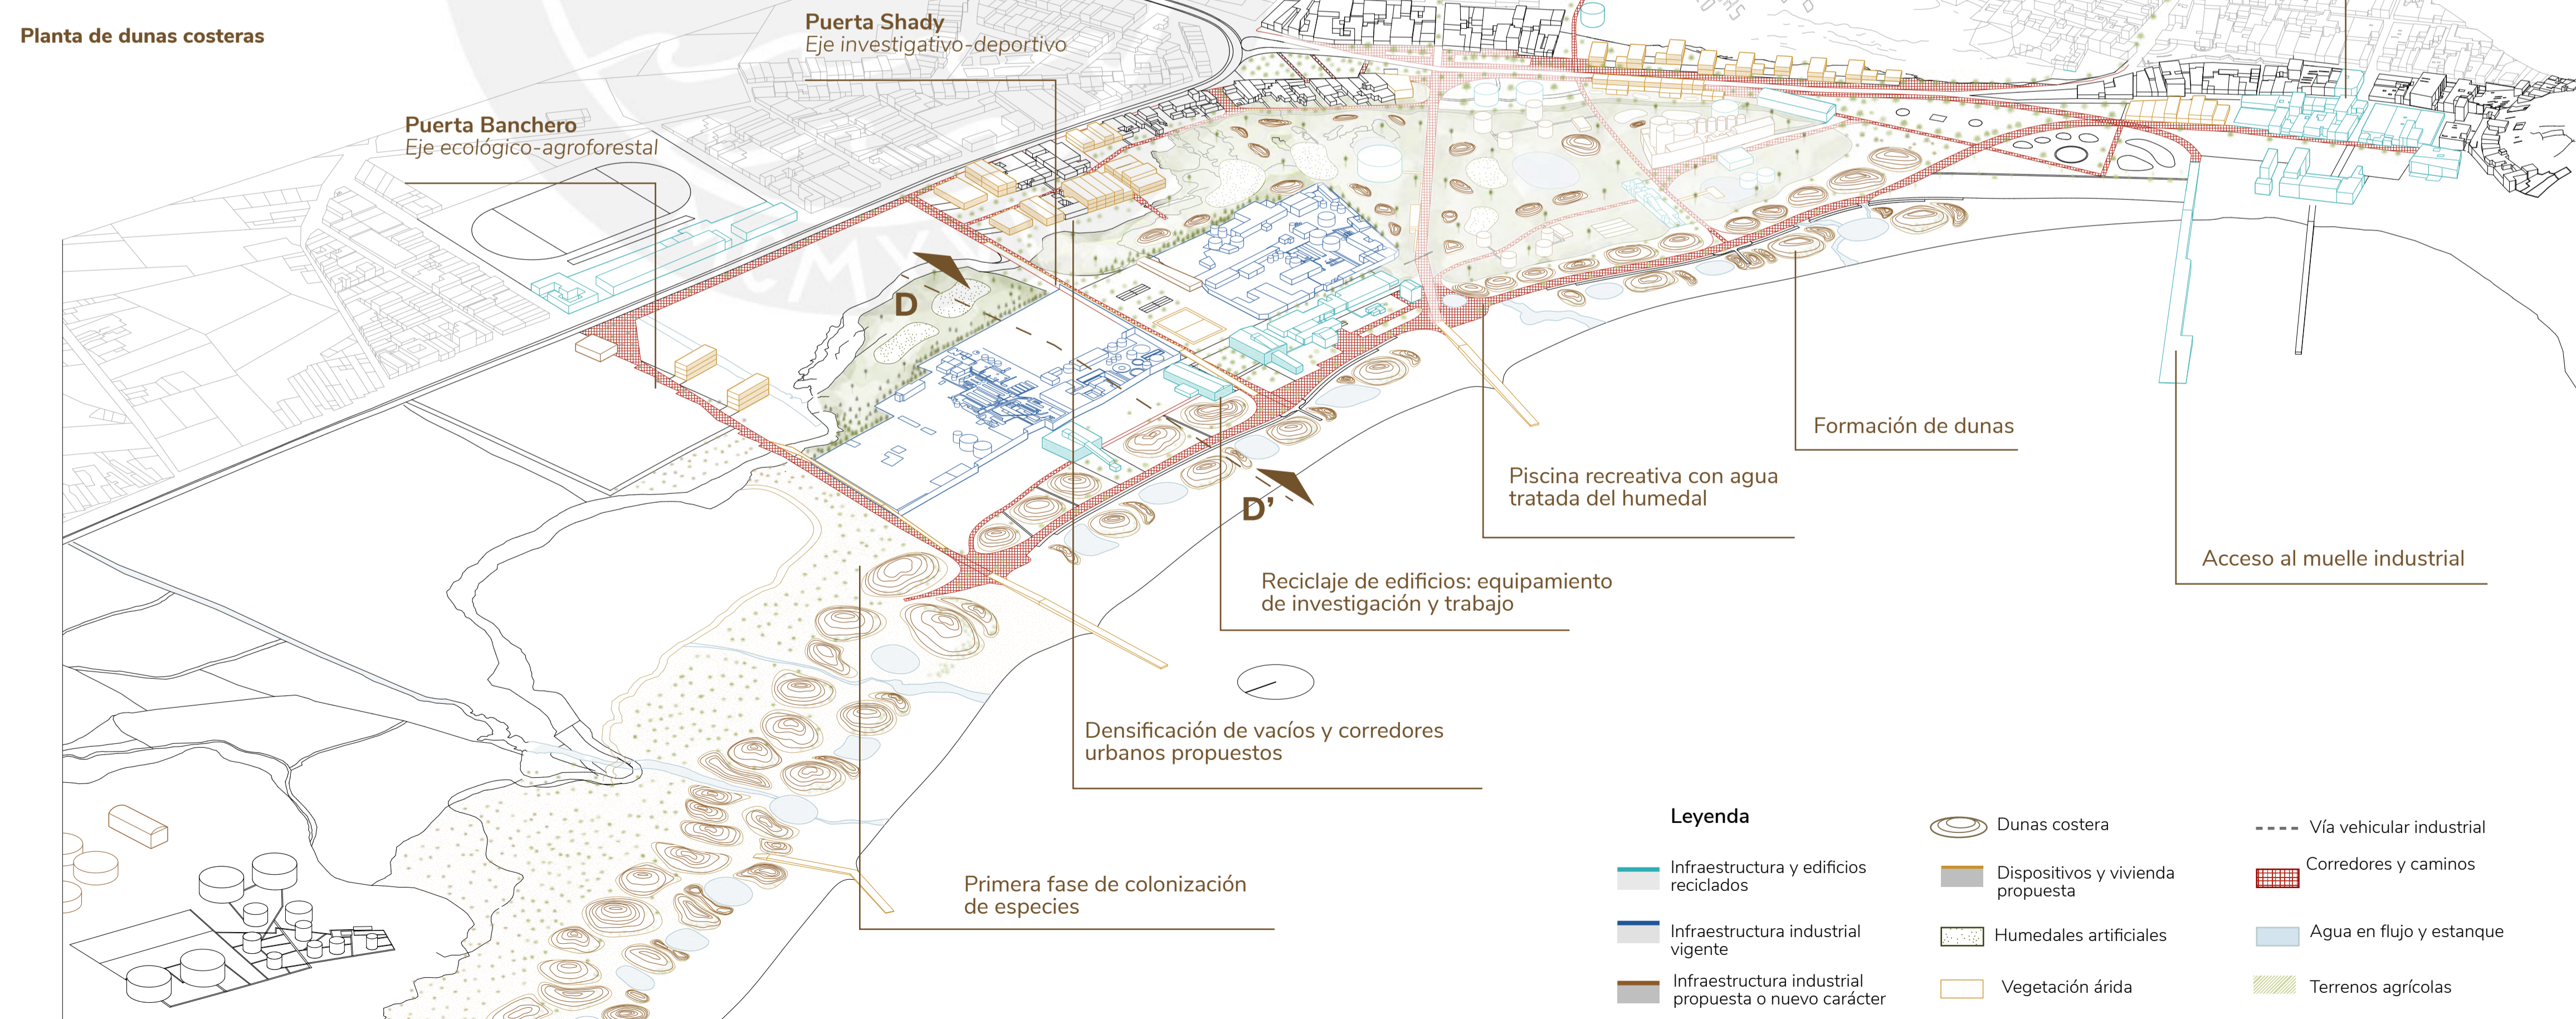 Planta de dunas costeras
Puerta Shady
Eje investigativo-deportivo
Puerta Banchero
Eje ecológico-agroforestal
D
D’
Formación de dunas
Piscina recreativa con agua
tratada del humedal
Acceso al muelle industrial
Reciclaje de edificios: equipamiento
de investigación y trabajo
Densificación de vacíos y corredores
urbanos propuestos
Primera fase de colonización
de especies
Leyenda
Infraestructura y edificios
reciclados
Infraestructura industrial
vigente
Infraestructura industrial
propuesta o nuevo carácter
Dunas costera
Dispositivos y vivienda
propuesta
Humedales artificiales
Vegetación árida
Vía vehicular industrial
Corredores y caminos
Agua en flujo y estanque
Terrenos agrícolas